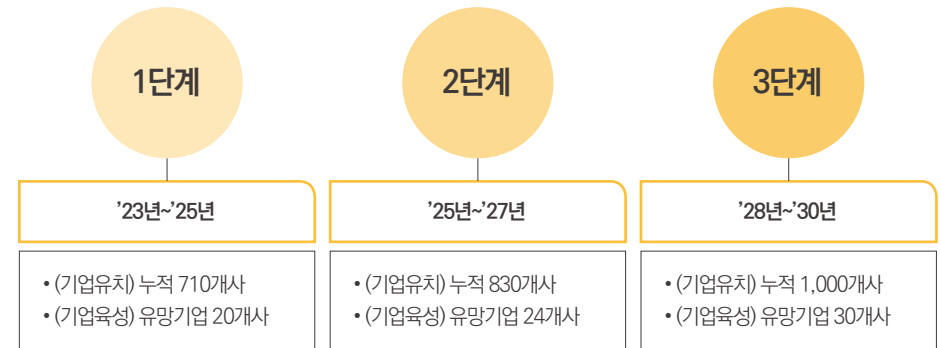 1단계
’23년~’25년
• (기업유치) 누적 710개사
• (기업육성) 유망기업 20개사
2단계
’25년~’27년
• (기업유치) 누적 830개사
• (기업육성) 유망기업 24개사
3단계
’28년~’30년
• (기업유치) 누적 1,000개사
• (기업육성) 유망기업 30개사